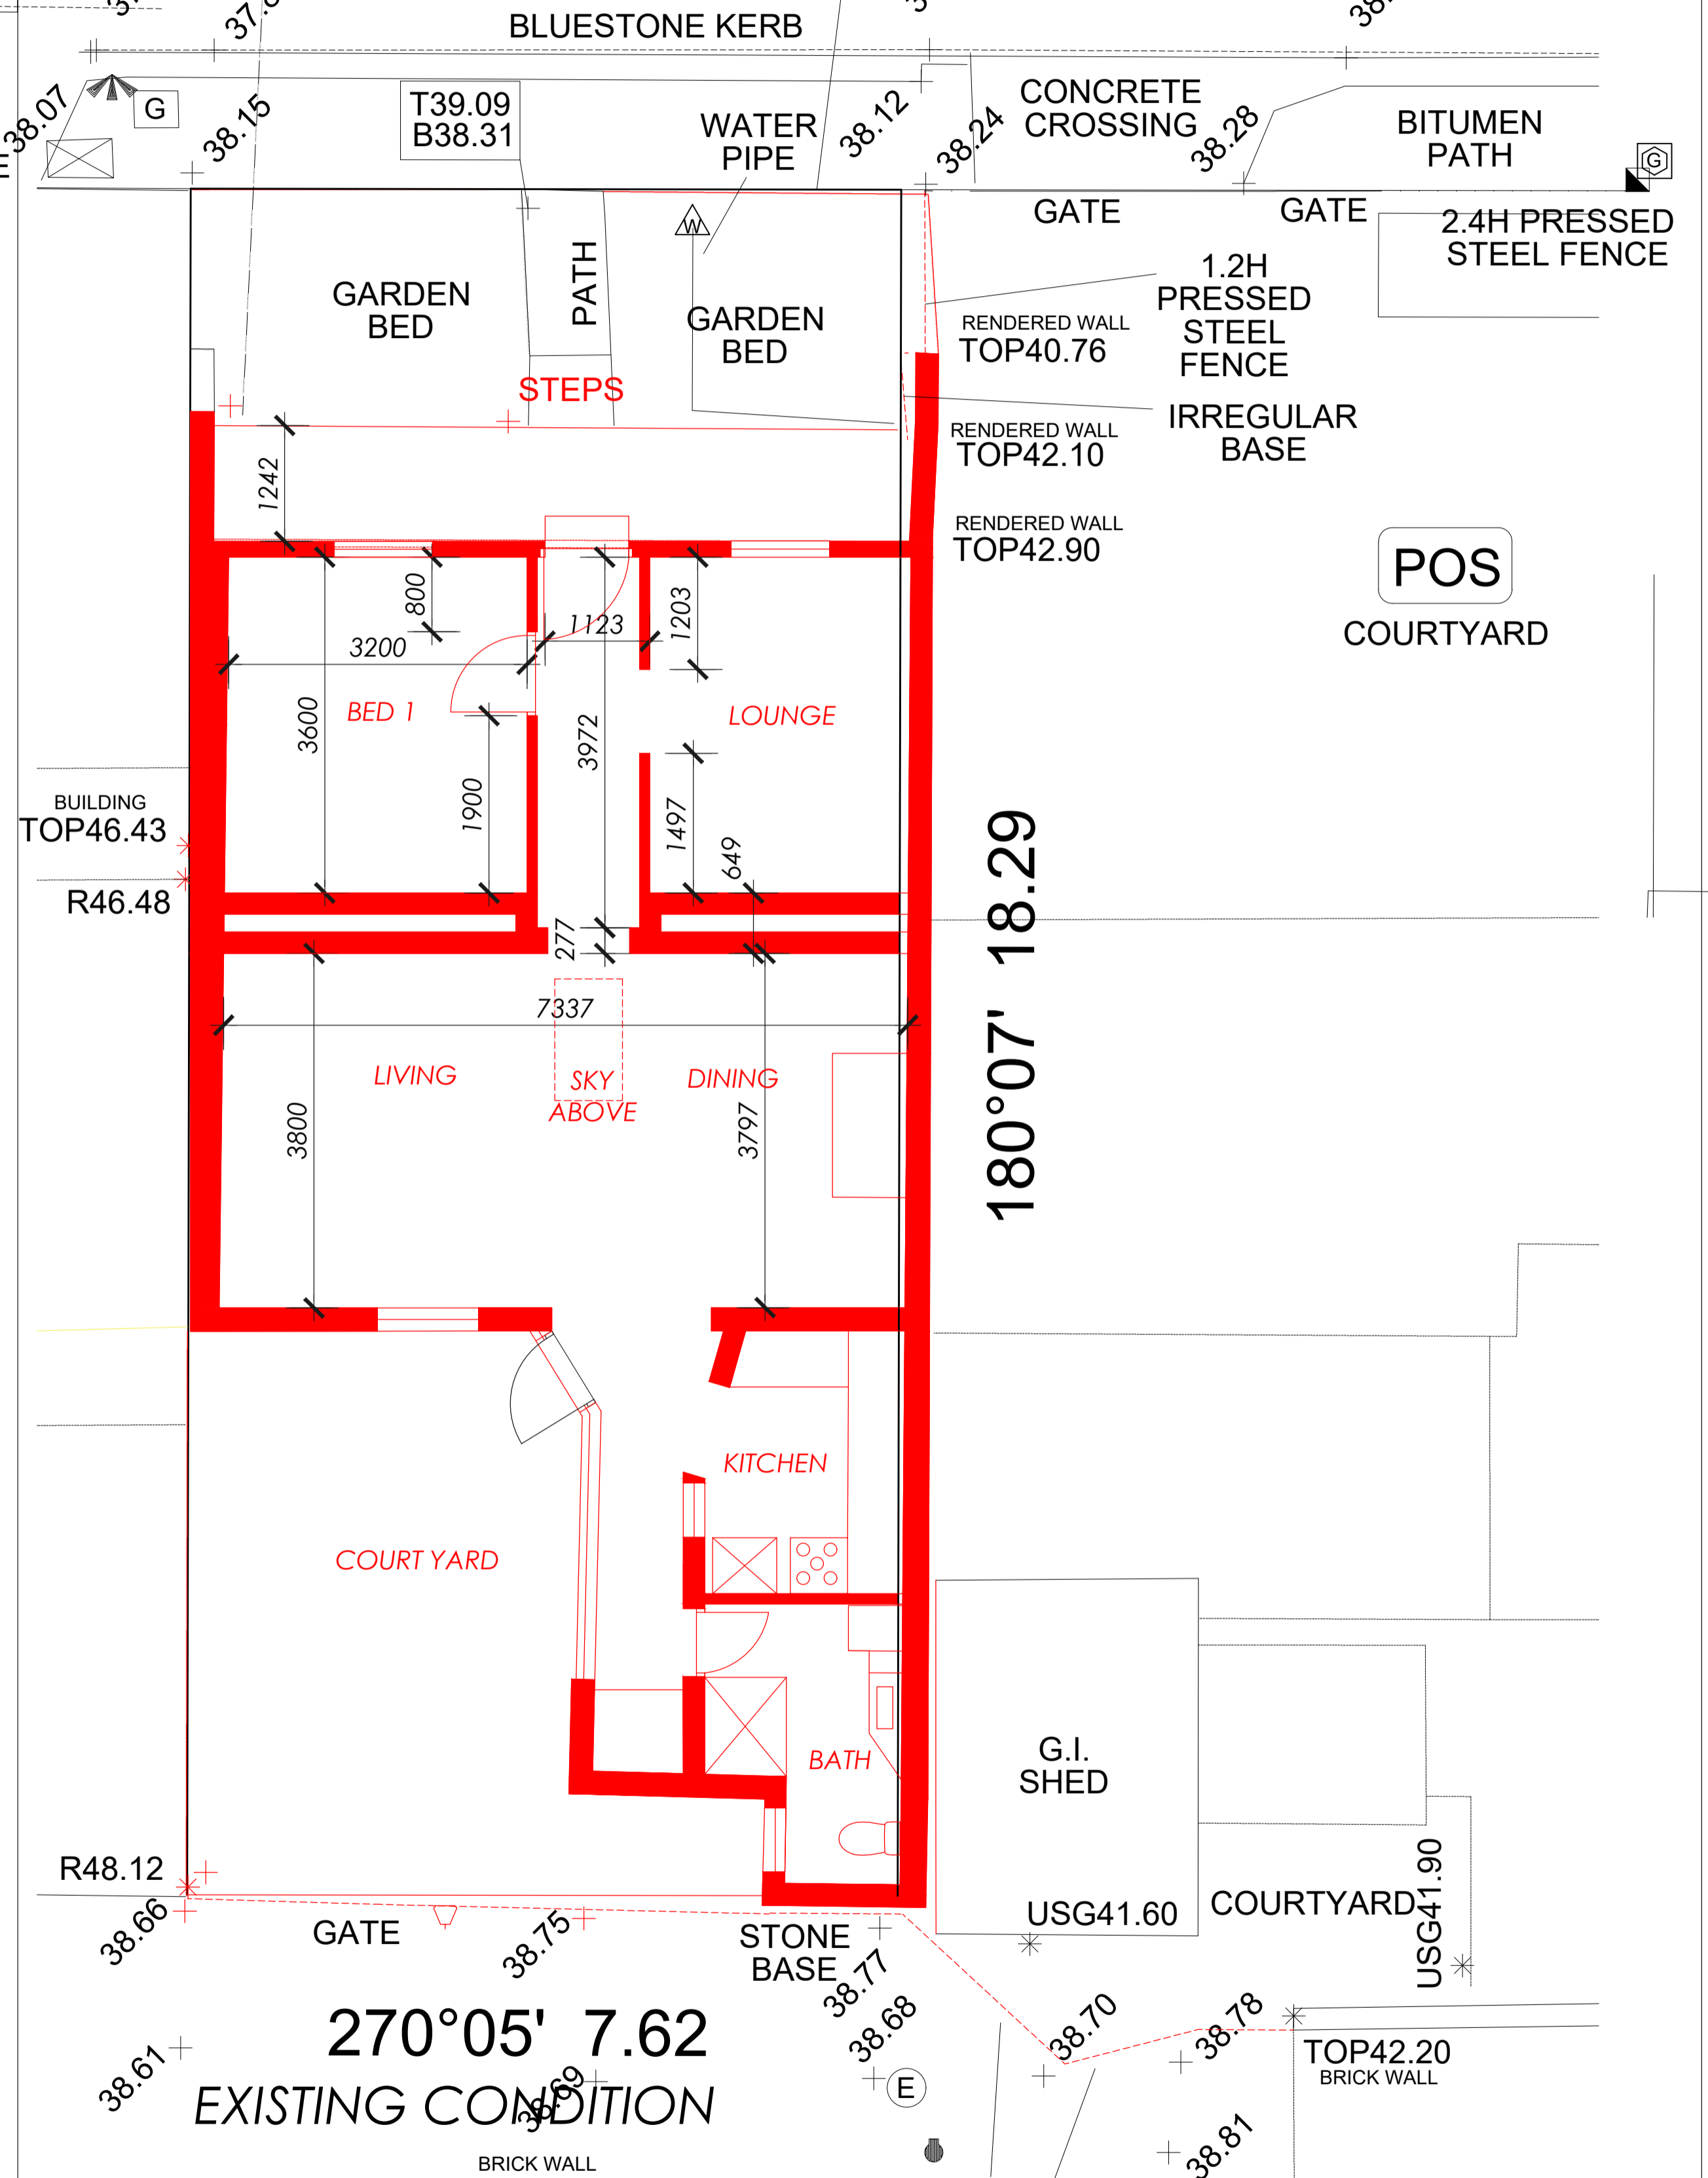 BLUESTONE KERB
38.07
G
38.15
T39.09
B38.31
WATER
PIPE
38.12
38.24
CONCRETE
CROSSING
38.28
BITUMEN
PATH
G
GATE
GATE
2.4H PRESSED
STEEL FENCE
W
GARDEN
BED
PATH
GARDEN
BED
1.2H
PRESSED
STEEL
FENCE
RENDERED WALL
TOP40.76
STEPS
IRREGULAR
BASE
RENDERED WALL
TOP42.10
1242
RENDERED WALL
TOP42.90
POS
COURTYARD
800
1123
1203
3200
3600
BED 1
3972
LOUNGE
1900
1497
649
BUILDING
TOP46.43
R46.48
180°07' 18.29
277
7337
LIVING
SKY
ABOVE
DINING
3800
3797
KITCHEN
COURT YARD
BATH
G.I.
SHED
R48.12
38.66
GATE
38.75
STONE
BASE
38.77
USG41.60
COURTYARD
USG41.90
270°05' 7.62
38.68
38.70
38.78
TOP42.20
BRICK WALL
38.61
E
38.69
EXISTING CONDITION
38.81
BRICK WALL